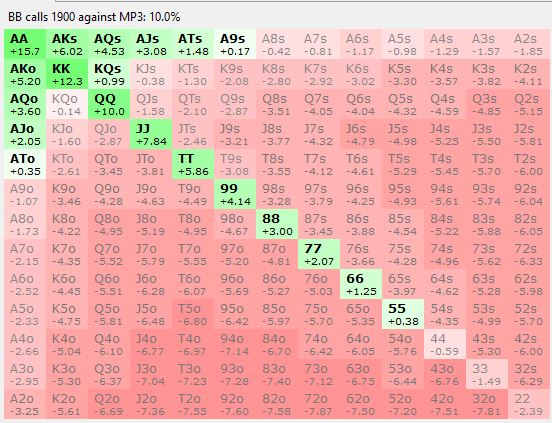 BB calls 1900 against MP3: 10.0%
AA AKs AQs AJs ATs A9s A8s A7s A6s A5s A4s A3s A2s
+15.7 +6.02 +4.53 +3.08 +1.48 +0.17 -0.42 -0.81 -1.17 -0.98 -1.29 -1.57 -1.85
AKo KK KQs KJs KTs K9s K8s K7s K6s K5s K4s K3s K2s
+5.20 +12.3 +0.99 -0.38 -1.30 -2.08 -2.80 -2.92 -3.02 -3.30 -3.57 -3.82 -4.11
AQo KQo QQ QJs QTs Q9s Q8s Q7s Q6s Q5s Q4s Q3s Q2s
+3.60 -0.14 +10.0 -1.58 -2.10 -2.87 -3.51 -4.05 -4.04 -4.32 -4.59 -4.85 -5.15
AJo KJo QJo JJ JTs J9s J8s J7s J6s J5s J4s J3s J2s
+2.05 -1.60 -2.87 +7.84 -2.46 -3.21 -3.77 -4.32 -4.79 -4.98 -5.25 -5.50 -5.81
ATo KTo QTo JTo TT T9s T8s T7s T6s T5s T4s T3s T2s
+0.35 -2.61 -3.45 -3.81 +5.86 -3.08 -3.55 -4.12 -4.61 -5.29 -5.45 -5.70 -6.00
A9o K9o Q9o J9o T9o 99 98s 97s 96s 95s 94s 93s 92s
-1.07 -3.46 -4.28 -4.63 -4.49 +4.14 -3.28 -3.79 -4.25 -4.93 -5.61 -5.74 -6.04
A8o K8o Q8o J8o T8o 98o 88 87s 86s 85s 84s 83s 82s
-1.73 -4.22 -4.95 -5.19 -4.95 -4.67 +3.00 -3.45 -3.88 -4.54 -5.22 -5.88 -6.05
A7o K7o Q7o J7o T7o 97o 87o 77 76s 75s 74s 73s 72s
-2.15 -4.35 -5.52 -5.79 -5.55 -5.20 -4.81 +2.07 -3.66 -4.28 -4.96 -5.62 -6.33
A6o K6o Q6o J6o T6o 96o 86o 76o 66 65s 64s 63s 62s
-2.52 -4.45 -5.51 -6.28 -6.07 -5.69 -5.27 -5.03 +1.25 -3.97 -4.62 -5.28 -5.98
A5o K5o Q5o J5o T5o 95o 85o 75o 65o 55 54s 53s 52s
-2.33 -4.75 -5.81 -6.48 -6.80 -6.42 -5.97 -5.70 -5.35 +0.38 -4.35 -4.99 -5.70
A4o K4o Q4o J4o T4o 94o 84o 74o 64o 54o 44 43s 42s
-2.66 -5.04 -6.10 -6.77 -6.97 -7.14 -6.70 -6.42 -6.05 -5.76 -0.59 -5.30 -6.00
A3o K3o Q3o J3o T3o 93o 83o 73o 63o 53o 43o 33 32s
-2.95 -5.30 -6.37 -7.04 -7.23 -7.28 -7.40 -7.12 -6.75 -6.44 -6.76 -1.49 -6.29
A2o K2o Q2o J2o T2o 92o 82o 72o 62o 52o 42o 32o 22
-3.25 -5.61 -6.69 -7.36 -7.55 -7.60 -7.58 -7.87 -7.50 -7.20 -7.51 -7.81 -2.39